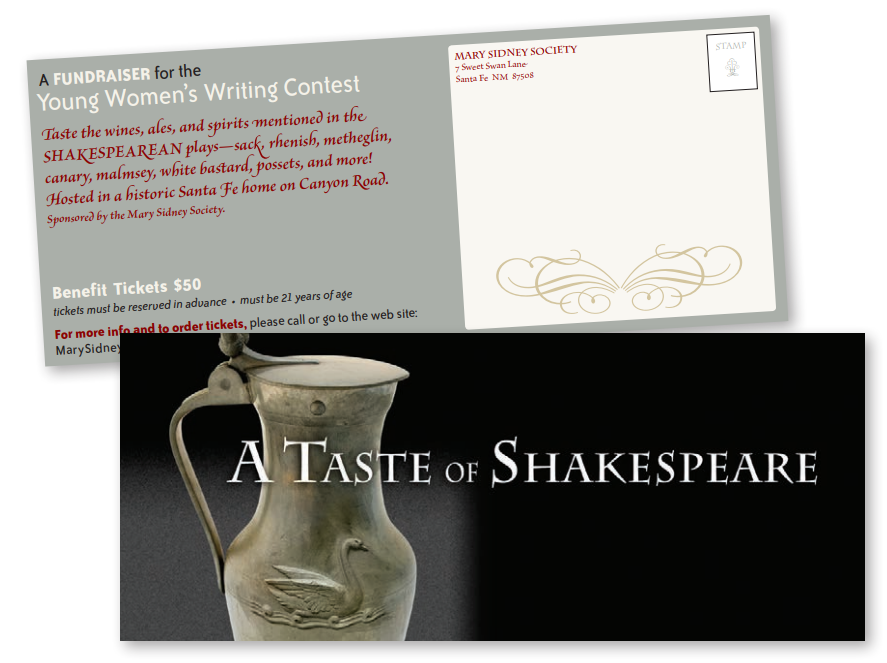 A FUNDRAISER for the
Young Women's Writing Contest
Taste the wines, ales, and spirits mentioned in the
SHAKESPEAREAN plays—sack, rhenish, metheglin,
canary, malmsey, white bastard, possets, and more!
Hosted in a historic Santa Fe home on Canyon Road.
Sponsored by the Mary Sidney Society.
Benefit Tickets $50
tickets must be reserved in advance • must be 21 years of age
For more info and to order tickets, please call or go to the web site:
MarySidney
MARY SIDNEY SOCIETY
7 Sweet Swan Lane
Santa Fe NM 87508
STAMP
A TASTE OF SHAKESPEARE